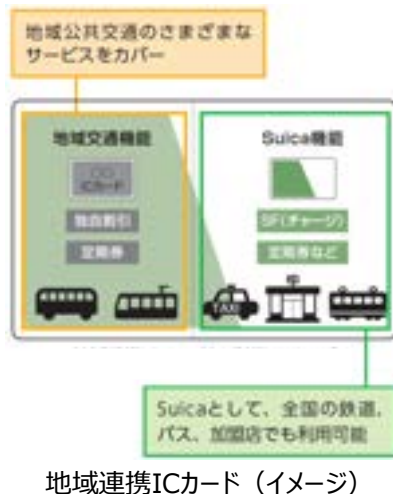 地域公共交通のさまざまな
サービスをカバー
地域交通機能
Suica機能
○○
ICカード
独自割引
SF(チャージ)
定期券
定期券など
TAXI
Suicaとして、全国の鉄道、
バス、加盟店でも利用可能
地域連携ICカード（イメージ）